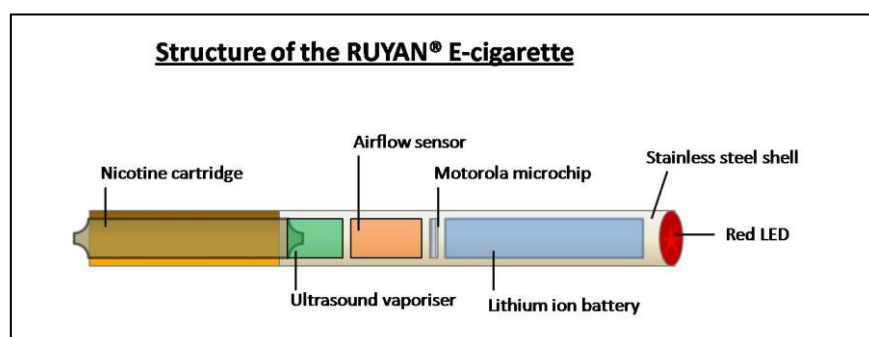 Structure of the RUYAN® E-cigarette
Airflow sensor
Stainless steel shell
Nicotine cartridge
Motorola microchip
Red LED
Ultrasound vaporiser
Lithium ion battery